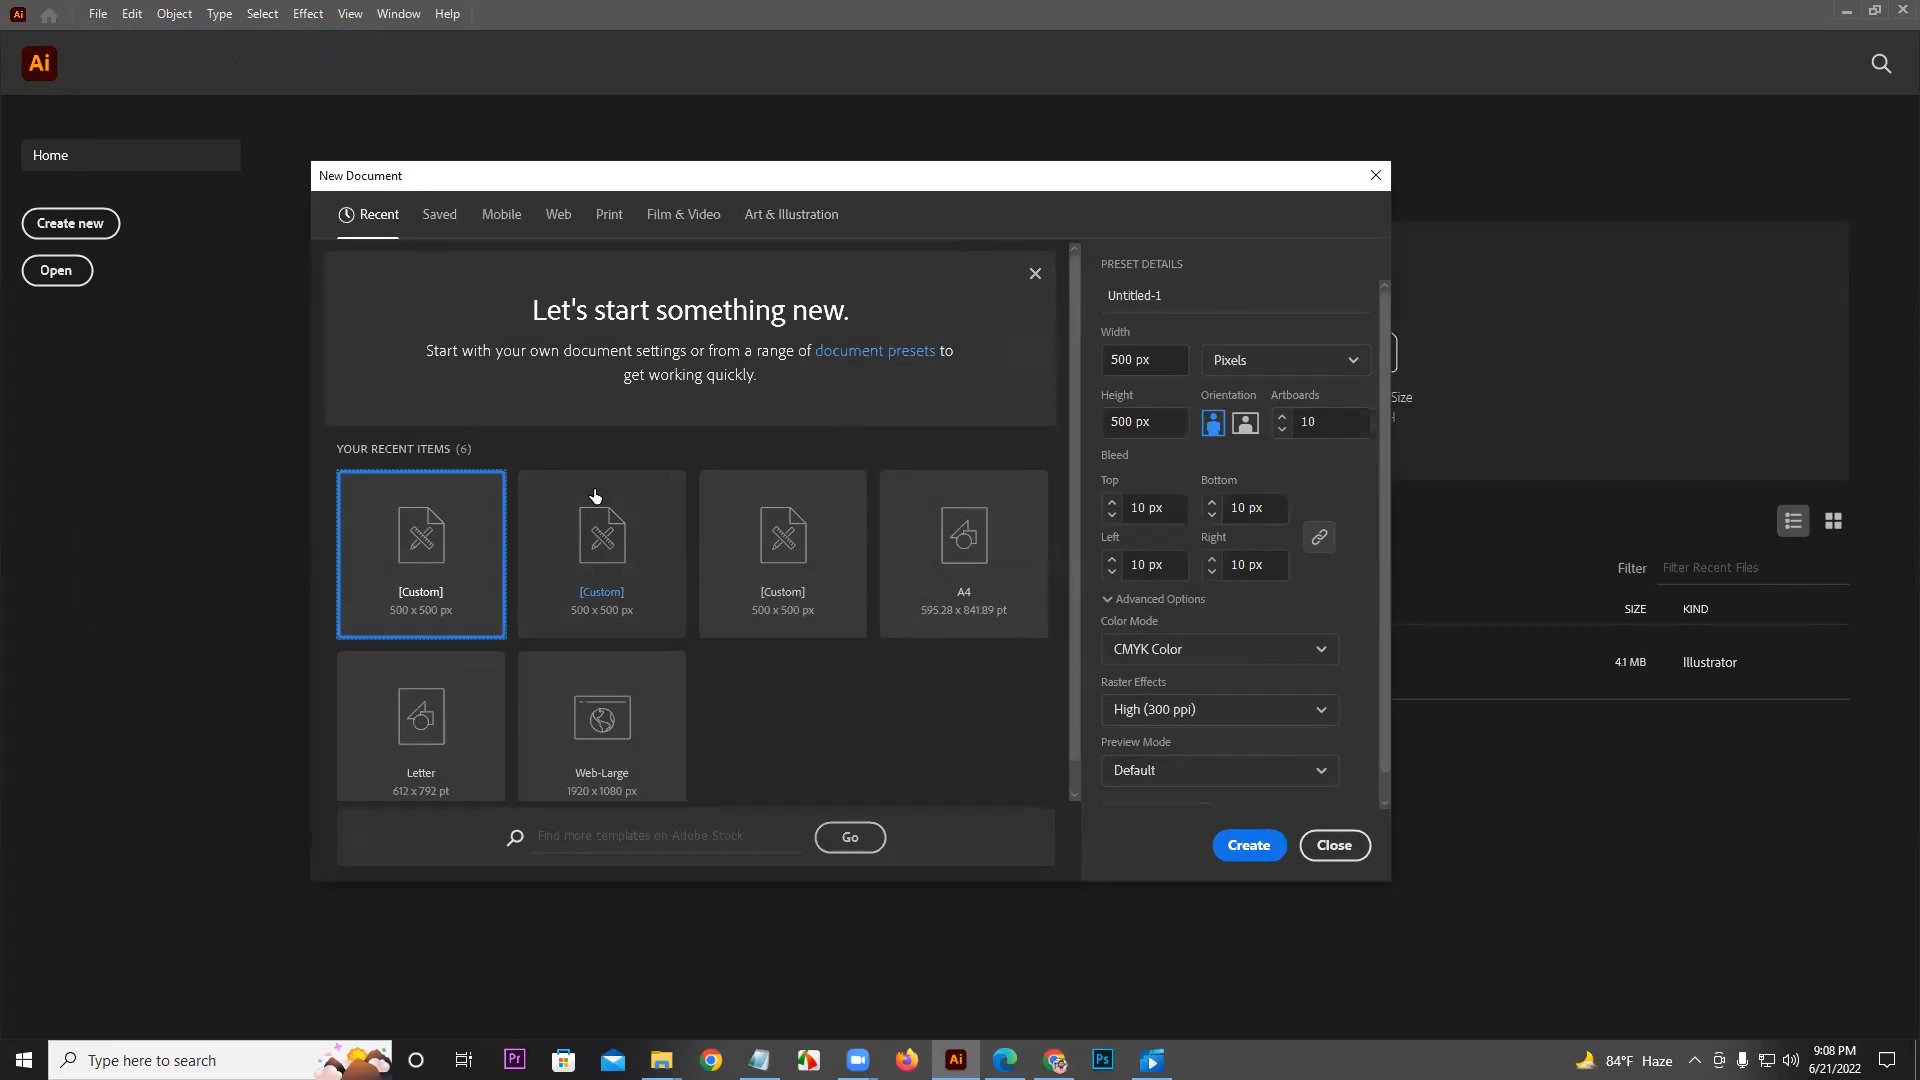 Ai
File Edit Object Type Select Effect View Window Help
Ai
Home
Create new
Open
New Document
Recent Saved Mobile Web Print Film & Video Art & Illustration
Let's start something new.
Start with your own document settings or from a range of document presets to
get working quickly.
YOUR RECENT ITEMS (6)
[Custom]
500 x 500 px
[Custom]
500 x 500 px
[Custom]
500 x 500 px
A4
595.28 x 841.89 pt
Letter
612 x 792 pt
Web-Large
1920 x 1080 px
Find more templates on Adobe Stock
Go
PRESET DETAILS
Untitled-1
Width
500 px Pixels
Height Orientation Artboards
500 px 10
Bleed
Top Bottom
10 px 10 px
Left Right
10 px 10 px
Advanced Options
Color Mode
CMYK Color
Raster Effects
High (300 ppi)
Preview Mode
Default
Create Close
Size
Filter Filter Recent Files
SIZE KIND
4.1 MB Illustrator
Type here to search
Pr
Ai
Ps
84°F Haze
9:08 PM
6/21/2022